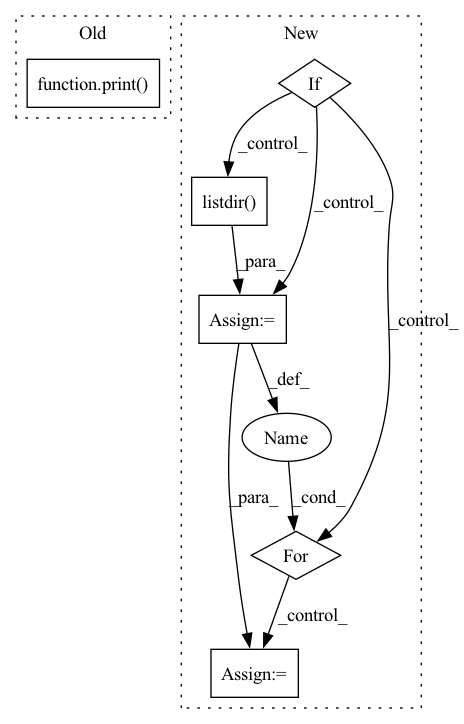 Old
New
function.print()
If
_control_
listdir()
_control_
_para_
Assign:=
_control_
_def_
Name
_para_
_cond_
For
_control_
Assign:=